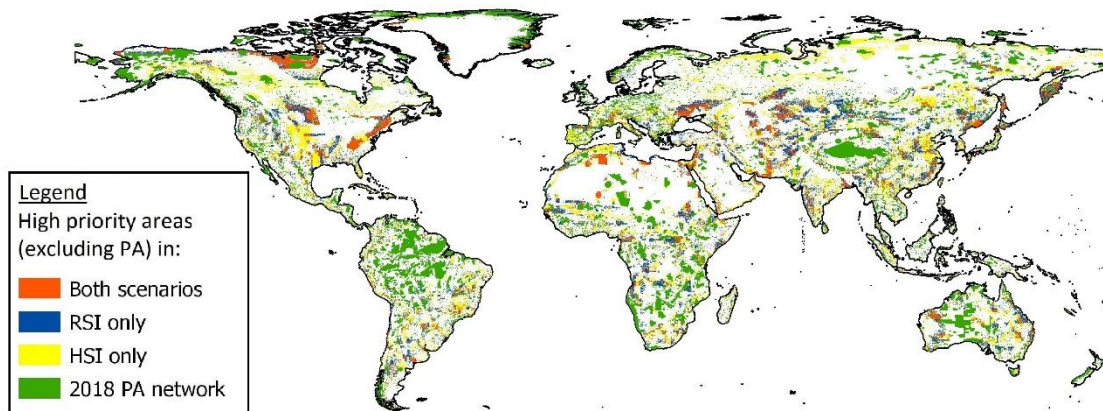 Legend
High priority areas
(excluding PA) in:
Both scenarios
RSI only
HSI only
2018 PA network